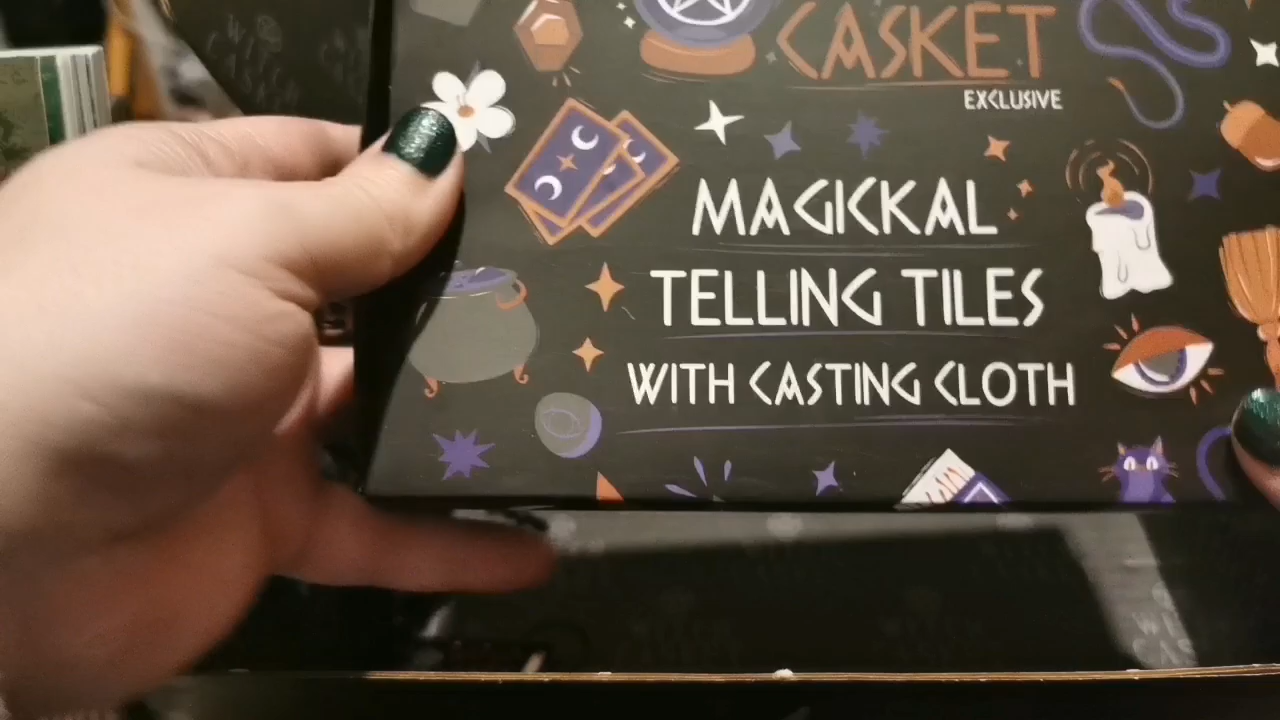 CASKET
EXCLUSIVE
MAGICKAL
TELLING TILES
WITH CASTING CLOTH